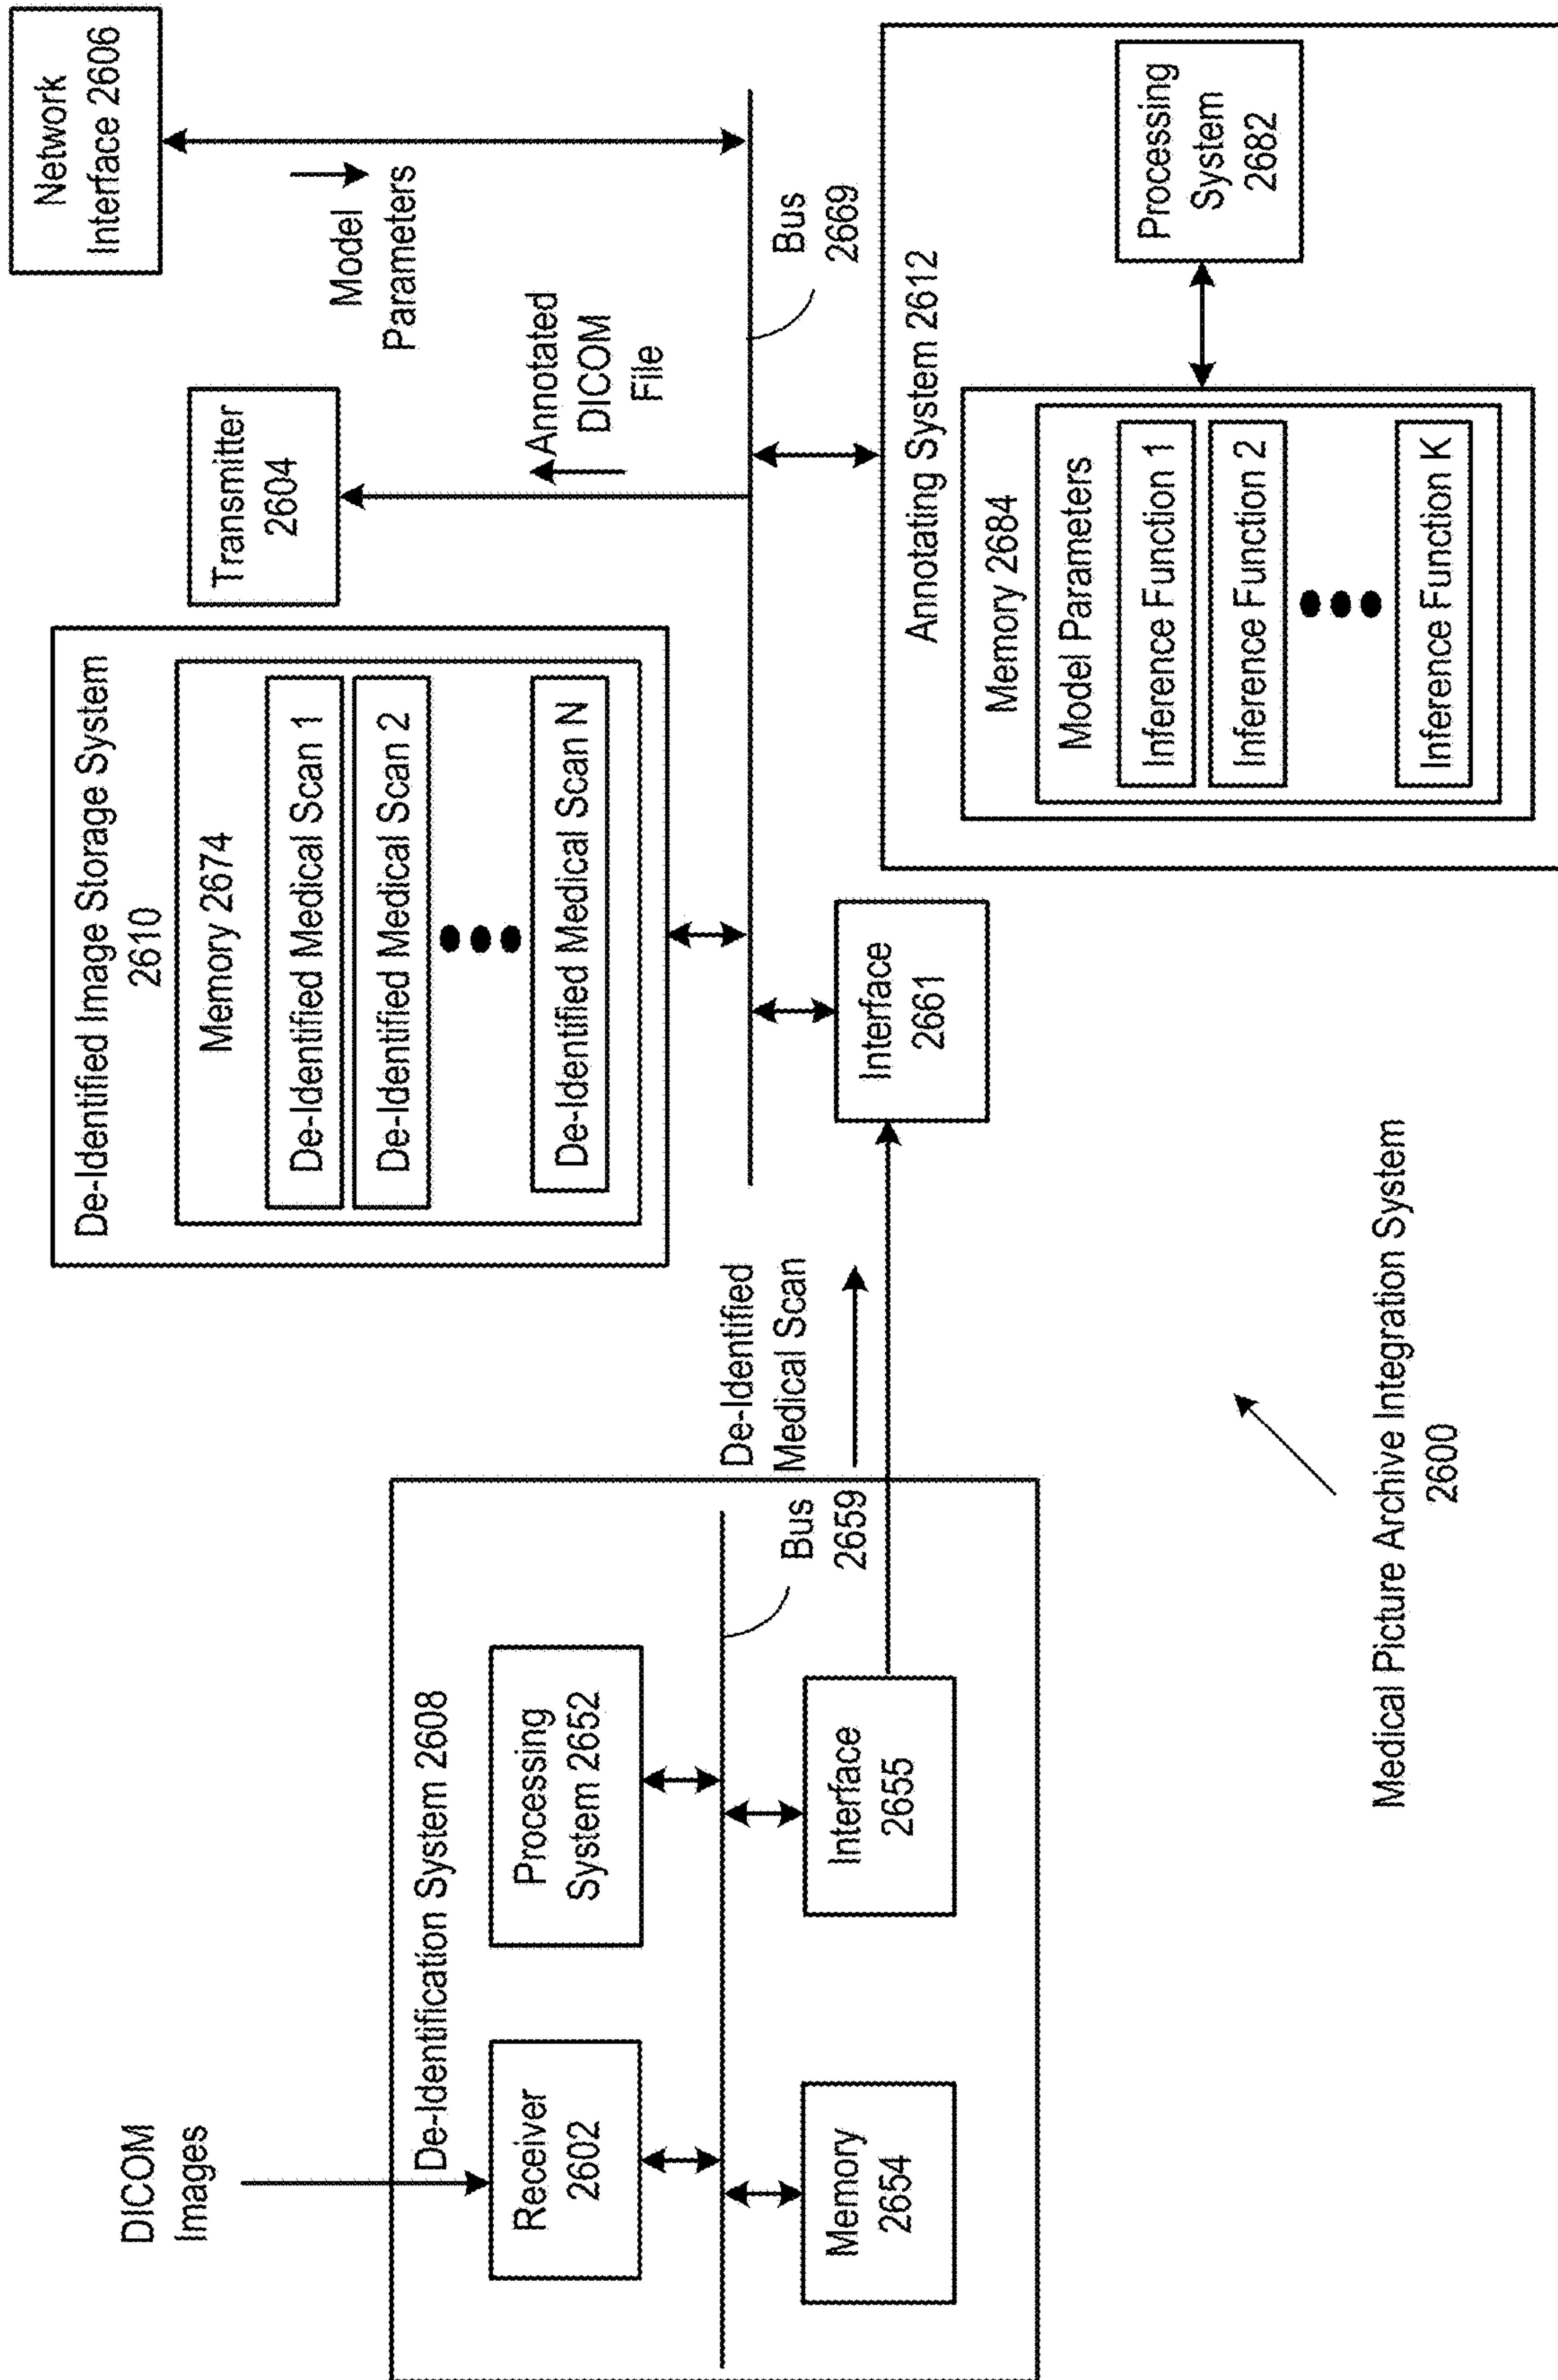 DICOM
Images
De-Identification System 2608
Receiver
2602
Processing
System 2652
Bus
2659
Memory
2654
Interface
2655
De-Identified
Medical Scan
De-Identified Image Storage System
2610
Memory 2674
De-Identified Medical Scan 1
De-Identified Medical Scan 2
De-Identified Medical Scan N
Interface
2661
Transmitter
2604
Annotated
DICOM
File
Network
Interface 2606
Model
Parameters
Bus
2669
Annotating System 2612
Memory 2684
Model Parameters
Inference Function 1
Inference Function 2
Inference Function K
Processing
System
2682
Medical Picture Archive Integration System
2600